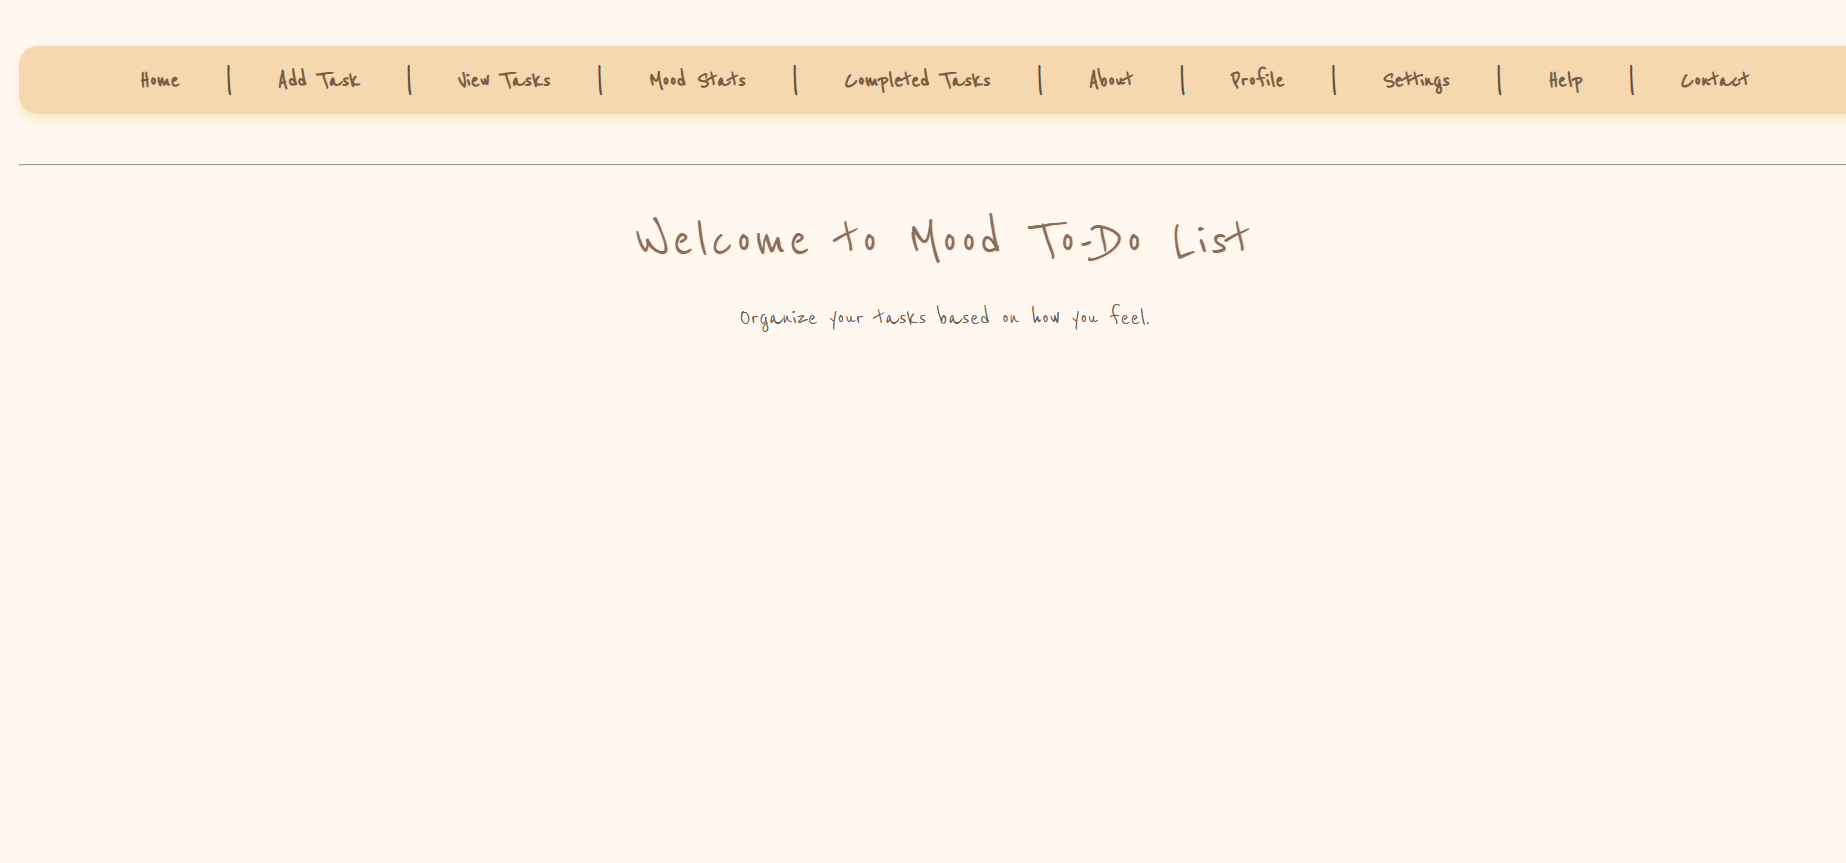 Home | Add Task | View Tasks | Mood Stats | Completed Tasks | About | Profile | Settings | Help | Contact
Welcome to Mood To-Do List
Organize your tasks based on how you feel.